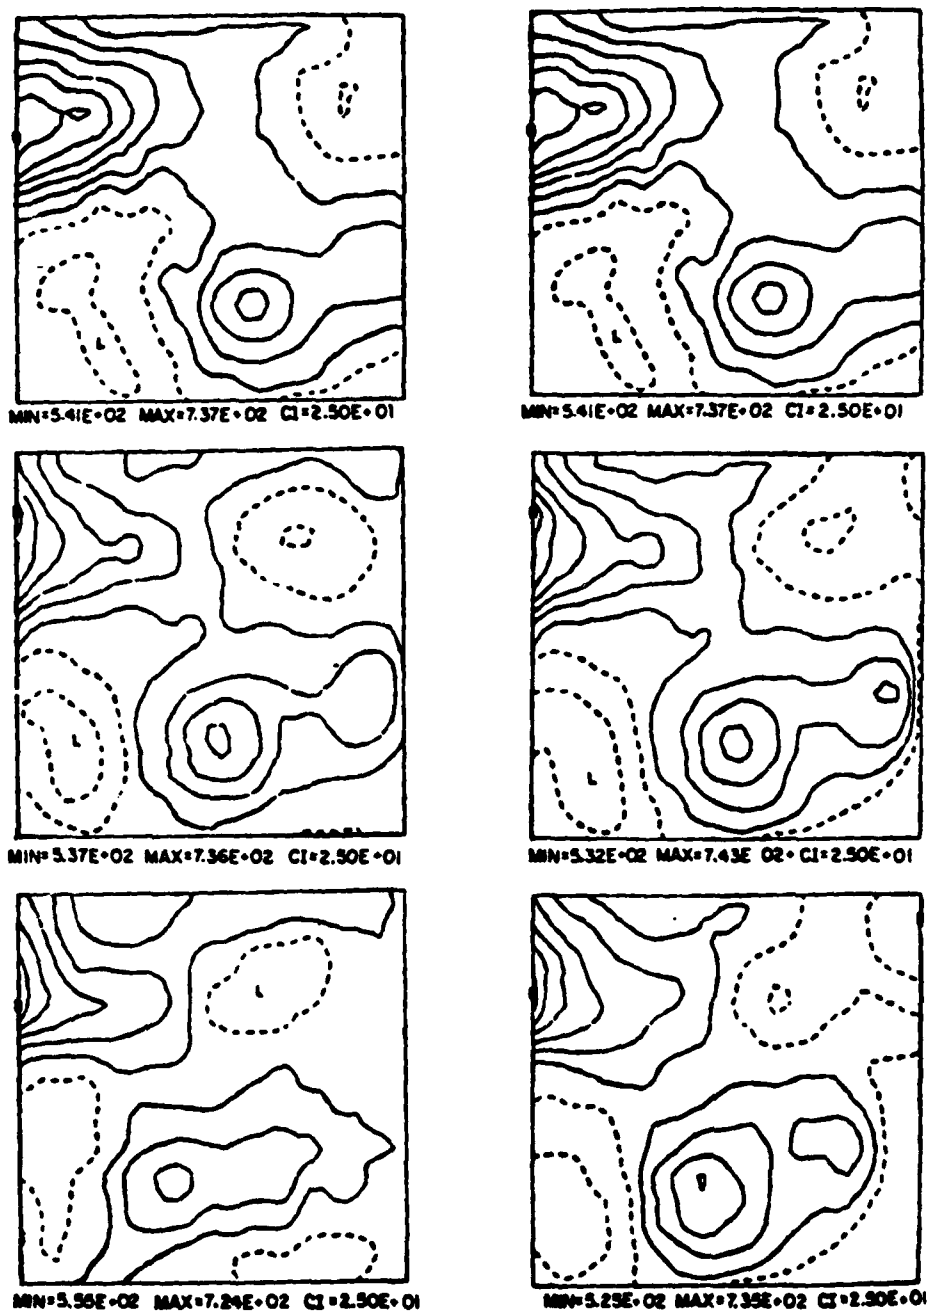 L
L
MIN=5.41E+02 MAX=7.37E+02 CI=2.50E+01
MIN=5.41E+02 MAX=7.37E+02 CI=2.50E+01
L
L
MIN=5.37E+02 MAX=7.36E+02 CI=2.50E+01
MIN=5.32E+02 MAX=7.43E 02+ CI=2.50E+01
L
MIN=5.56E+02 MAX=7.24E+02 CI=2.50E+01
MIN=5.25E+02 MAX=7.35E+02 CI=2.50E+01